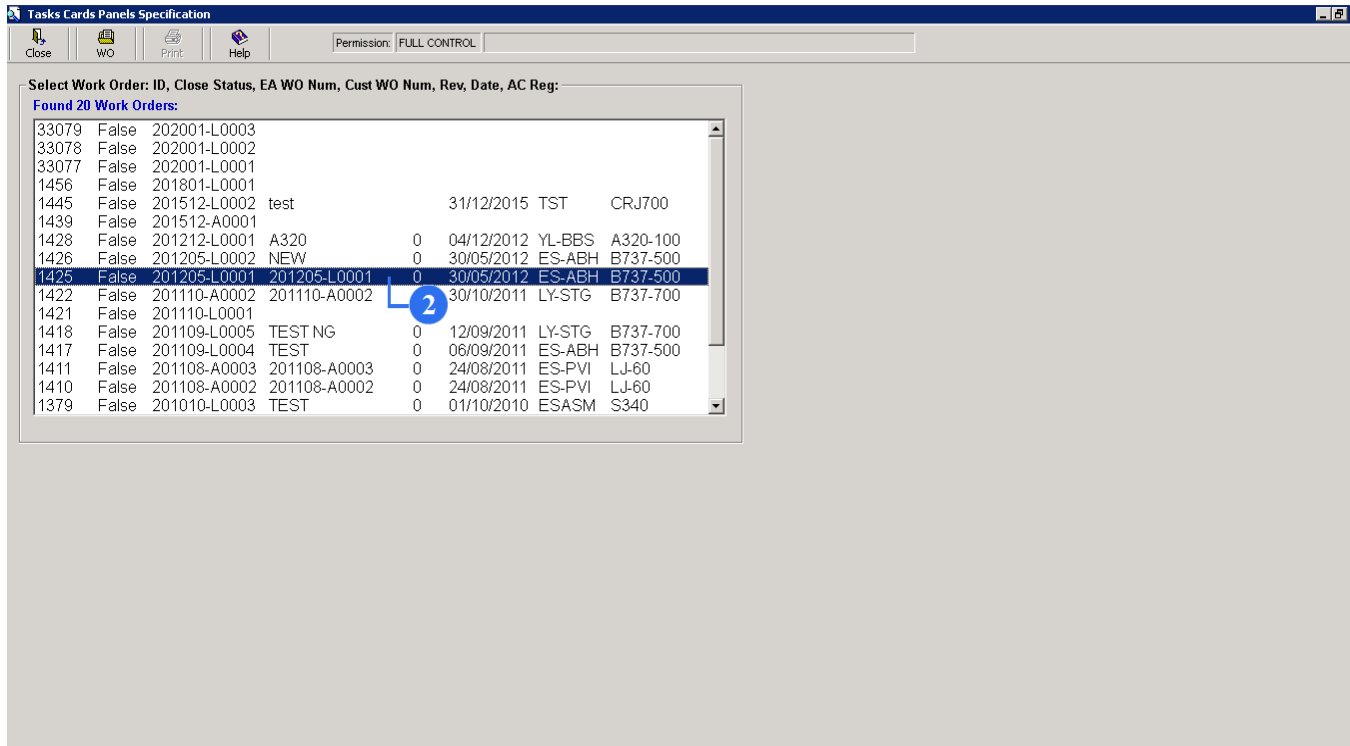 Tasks Cards Panels Specification
Close WO Print Help Permission: FULL CONTROL
Select Work Order: ID, Close Status, EA WO Num, Cust WO Num, Rev, Date, AC Reg:
Found 20 Work Orders:
33079 False 202001-L0003
33078 False 202001-L0002
33077 False 202001-L0001
1456 False 201801-L0001
1445 False 201512-L0002 test 31/12/2015 TST CRJ700
1439 False 201512-A0001
1428 False 201212-L0001 A320 0 04/12/2012 YL-BBS A320-100
1426 False 201205-L0002 NEW 0 30/05/2012 ES-ABH B737-500
1425 False 201205-L0001 201205-L0001 0 30/05/2012 ES-ABH B737-500
1422 False 201110-A0002 201110-A0002 30/10/2011 LY-STG B737-700
2
1421 False 201110-L0001
1418 False 201109-L0005 TEST NG 0 12/09/2011 LY-STG B737-700
1417 False 201109-L0004 TEST 0 06/09/2011 ES-ABH B737-500
1411 False 201108-A0003 201108-A0003 0 24/08/2011 ES-PVI LJ-60
1410 False 201108-A0002 201108-A0002 0 24/08/2011 ES-PVI LJ-60
1379 False 201010-L0003 TEST 0 01/10/2010 ESASM S340